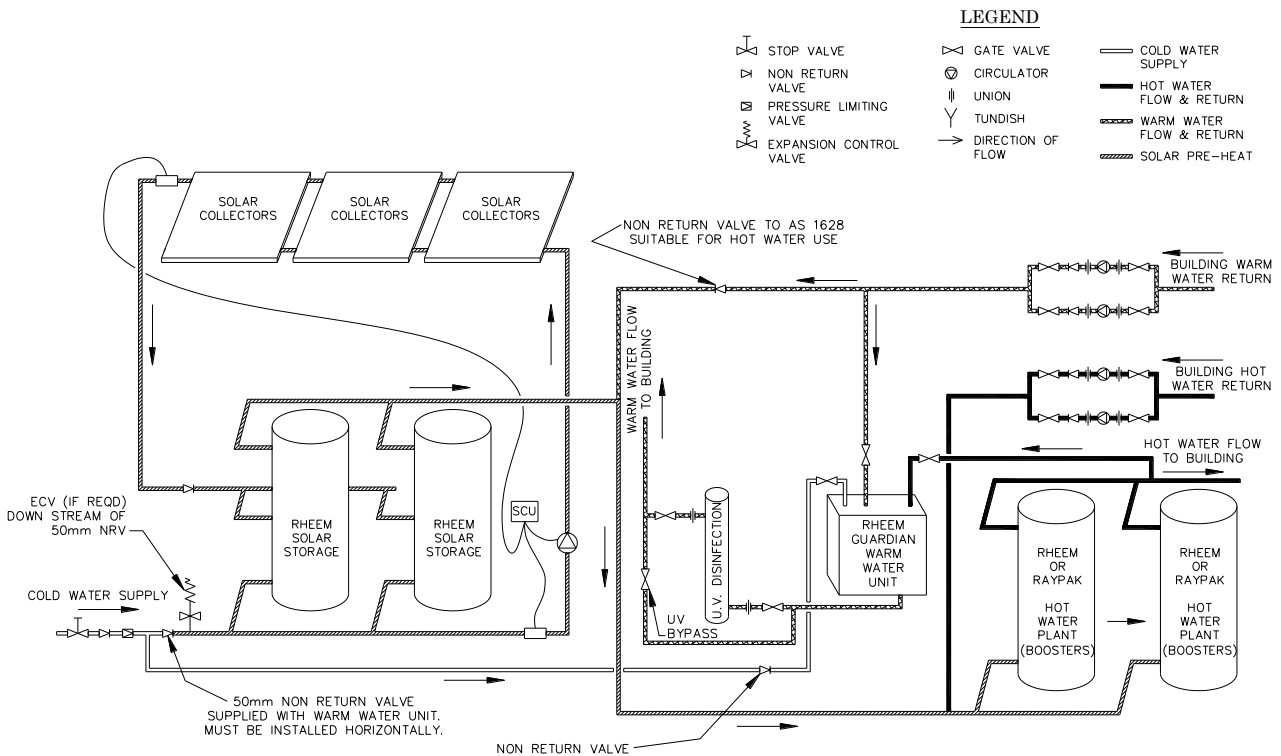 LEGEND
STOP VALVE
NON RETURN
VALVE
PRESSURE LIMITING
VALVE
EXPANSION CONTROL
VALVE
GATE VALVE
CIRCULATOR
UNION
TUNDISH
DIRECTION OF
FLOW
COLD WATER
SUPPLY
HOT WATER
FLOW & RETURN
WARM WATER
FLOW & RETURN
SOLAR PRE-HEAT
SOLAR
COLLECTORS
SOLAR
COLLECTORS
SOLAR
COLLECTORS
NON RETURN VALVE TO AS 1628
SUITABLE FOR HOT WATER USE
BUILDING WARM
WATER RETURN
WARM WATER FLOW
TO BUILDING
BUILDING HOT
WATER RETURN
HOT WATER FLOW
TO BUILDING
ECV (IF REQD)
DOWN STREAM OF
50mm NRV
RHEEM
SOLAR
STORAGE
RHEEM
SOLAR
STORAGE
SCU
U.V. DISINFECTION
RHEEM
GUARDIAN
WARM
WATER
UNIT
RHEEM
OR
RAYPAK
HOT
WATER
PLANT
(BOOSTERS)
RHEEM
OR
RAYPAK
HOT
WATER
PLANT
(BOOSTERS)
COLD WATER SUPPLY
UV
BYPASS
50mm NON RETURN VALVE
SUPPLIED WITH WARM WATER UNIT.
MUST BE INSTALLED HORIZONTALLY.
NON RETURN VALVE